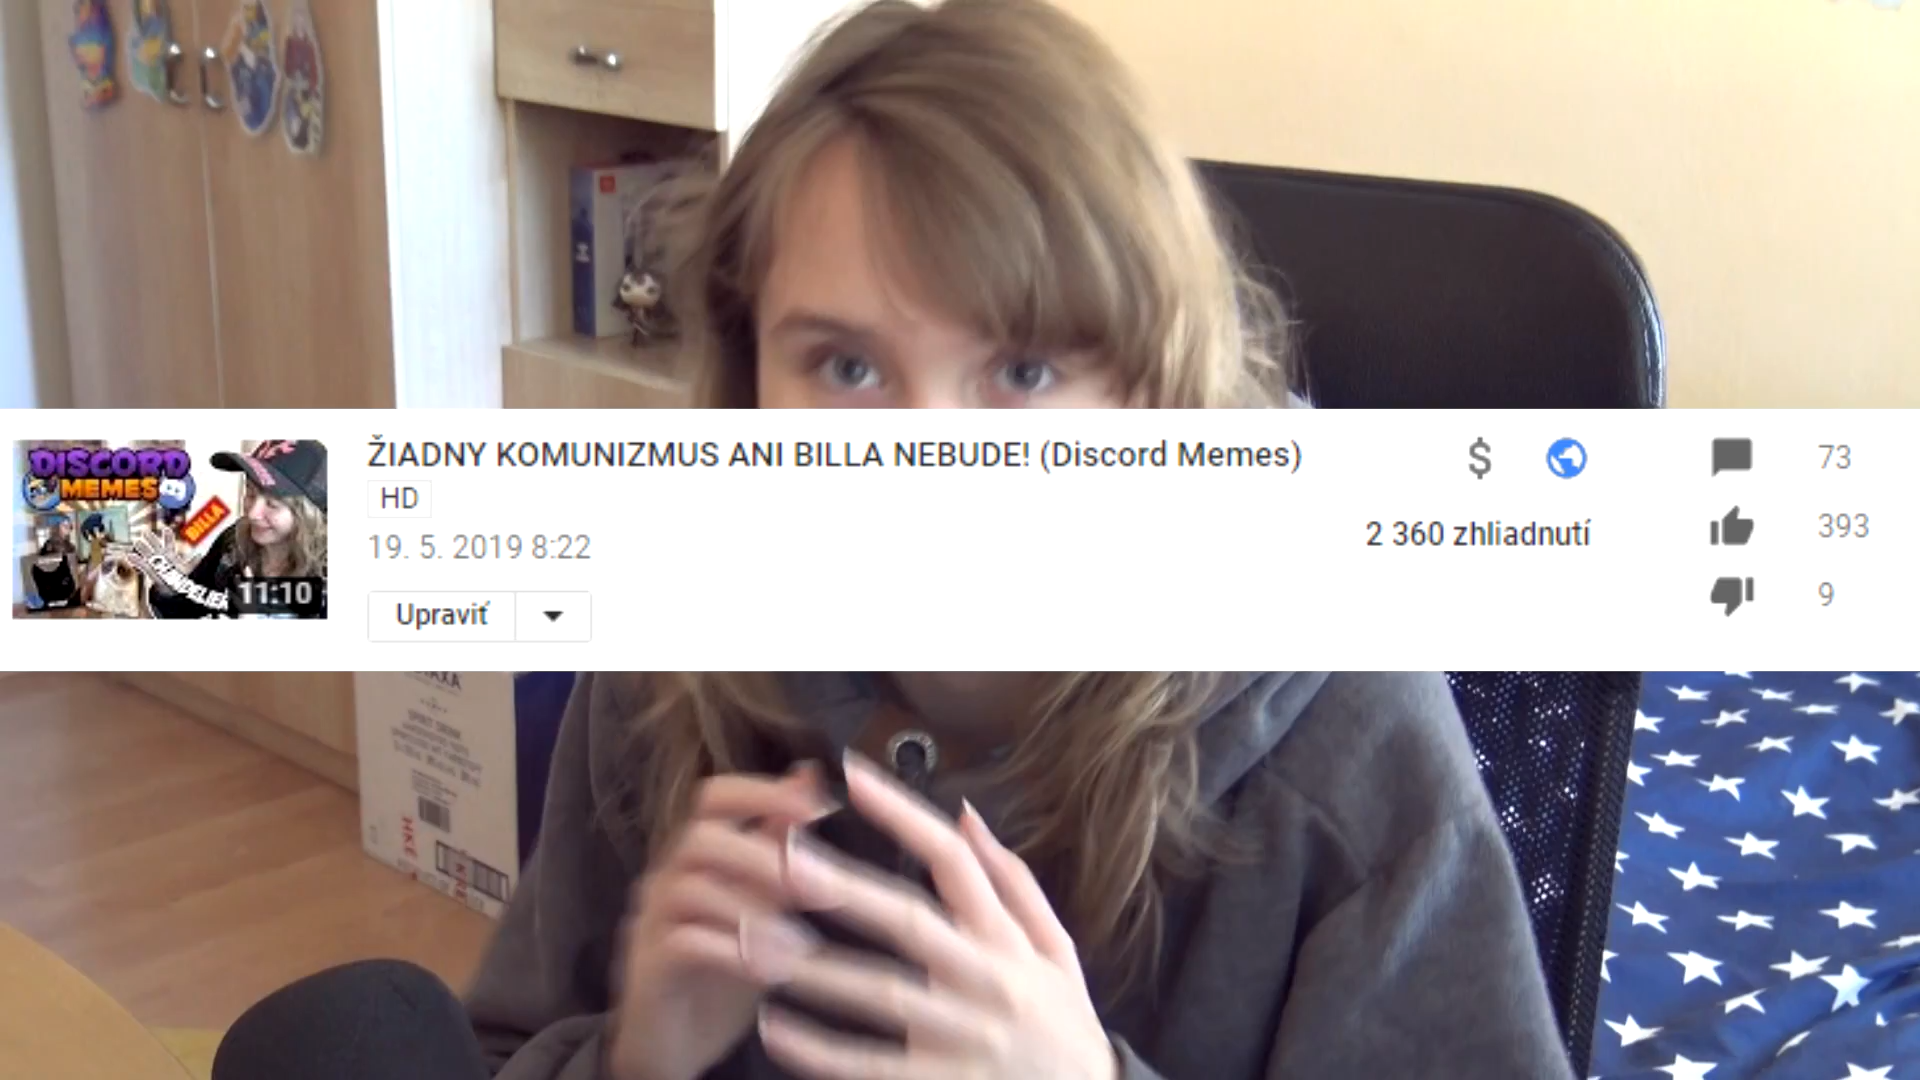 DISCORD
MEMES
BILLA
CHANDELIER
11:10
ŽIADNY KOMUNIZMUS ANI BILLA NEBUDE! (Discord Memes)
HD
19. 5. 2019 8:22
Upraviť
2 360 zhliadnutí
$
73
393
9